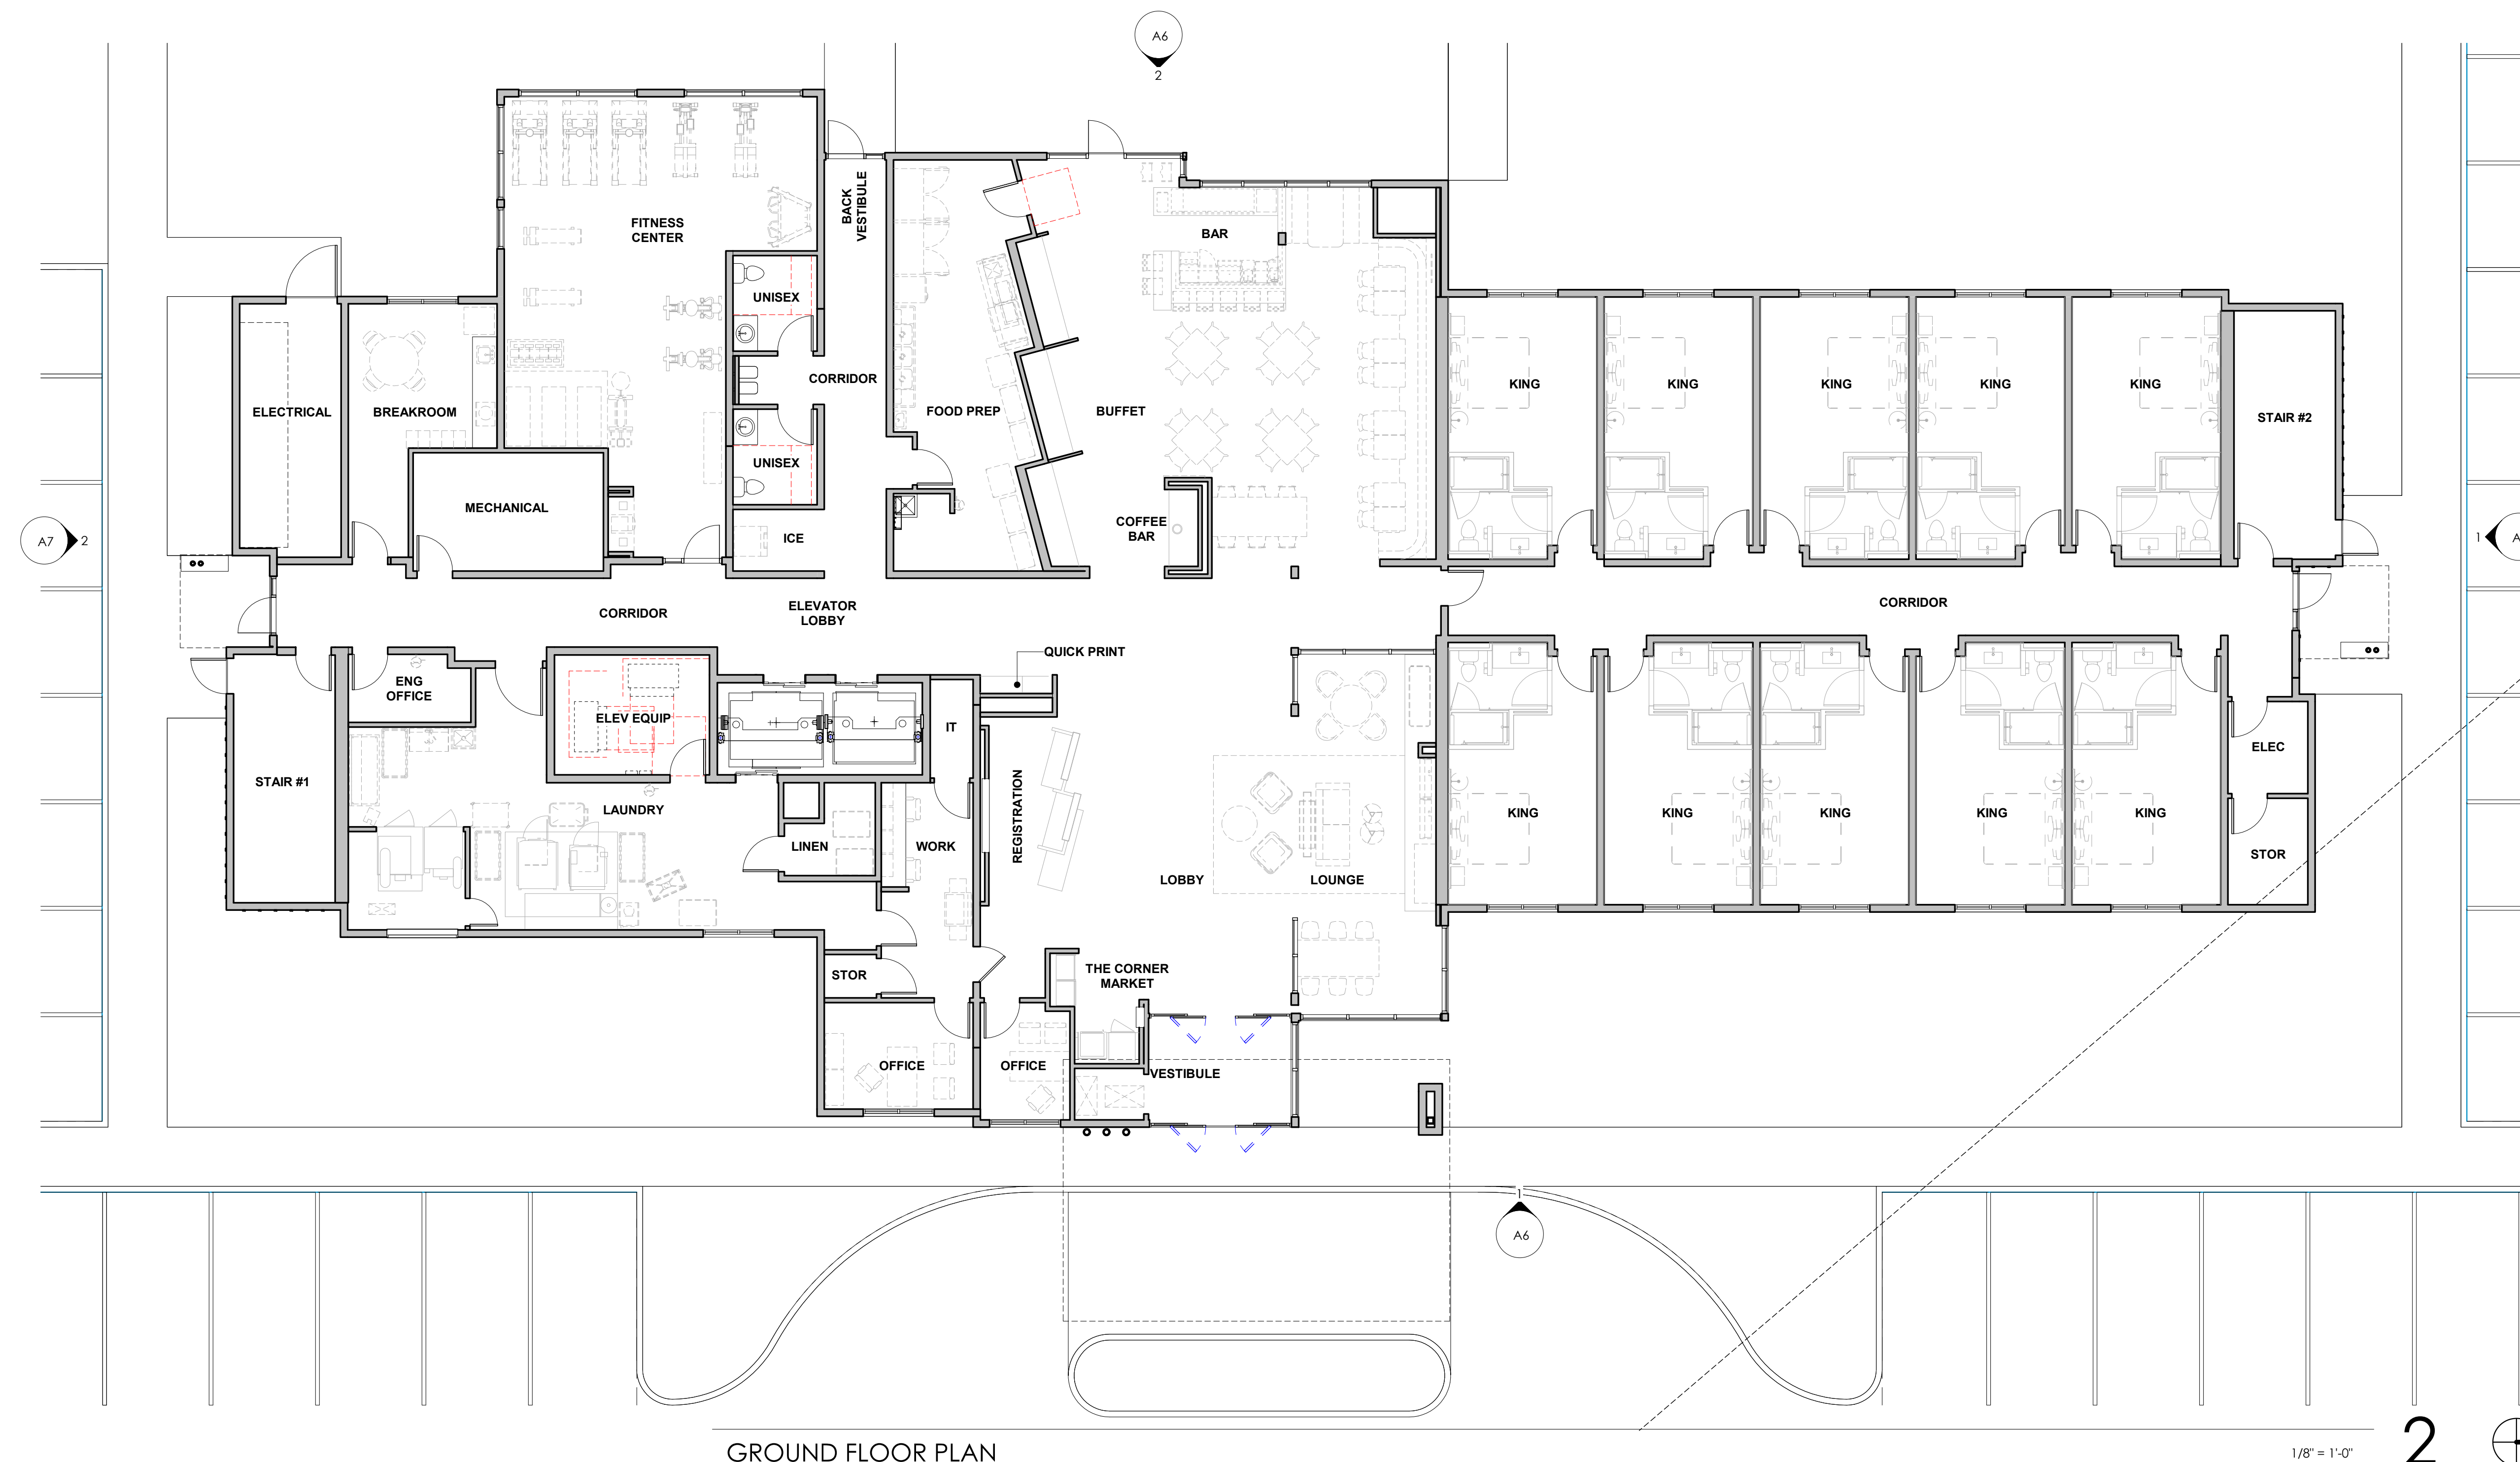 A6
2
FITNESS
CENTER
BACK
VESTIBULE
BAR
UNISEX
CORRIDOR
ELECTRICAL
BREAKROOM
FOOD PREP
BUFFET
KING
KING
KING
KING
KING
STAIR #2
UNISEX
MECHANICAL
COFFEE
BAR
ICE
A7
2
1
A
CORRIDOR
ELEVATOR
LOBBY
CORRIDOR
QUICK PRINT
ENG
OFFICE
ELEV EQUIP
IT
ELEC
STAIR #1
LAUNDRY
REGISTRATION
KING
KING
KING
KING
KING
LINEN
WORK
STOR
LOBBY
LOUNGE
STOR
THE CORNER
MARKET
OFFICE
OFFICE
VESTIBULE
1
A6
GROUND FLOOR PLAN
1/8" = 1'-0"
2